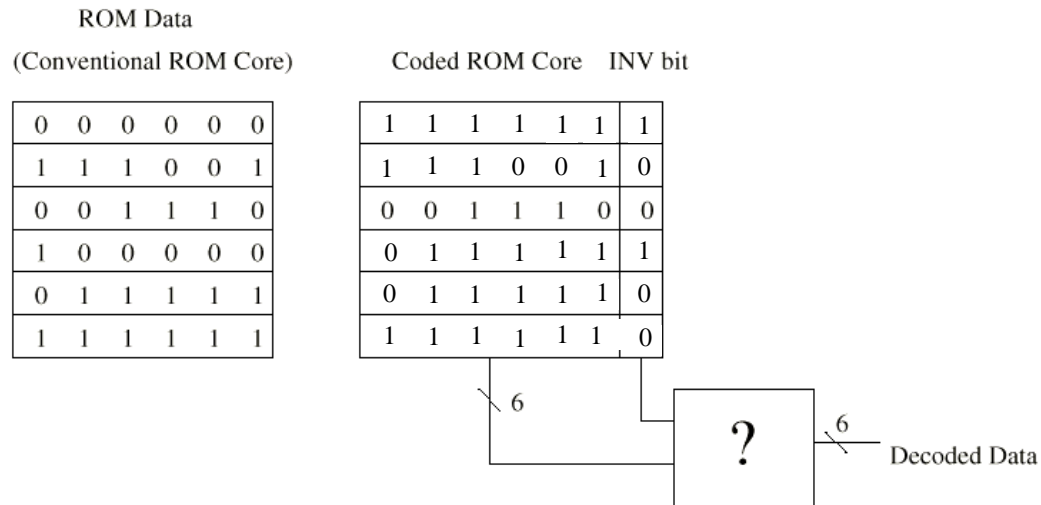 ROM Data
(Conventional ROM Core)
Coded ROM Core INV bit
0 0 0 0 0 0
1 1 1 0 0 1
0 0 1 1 1 0
1 0 0 0 0 0
0 1 1 1 1 1
1 1 1 1 1 1
1 1 1 1 1 1 1
1 1 1 0 0 1 0
0 0 1 1 1 0 0
0 1 1 1 1 1 1
0 1 1 1 1 1 0
1 1 1 1 1 1 0
6
?
6
Decoded Data